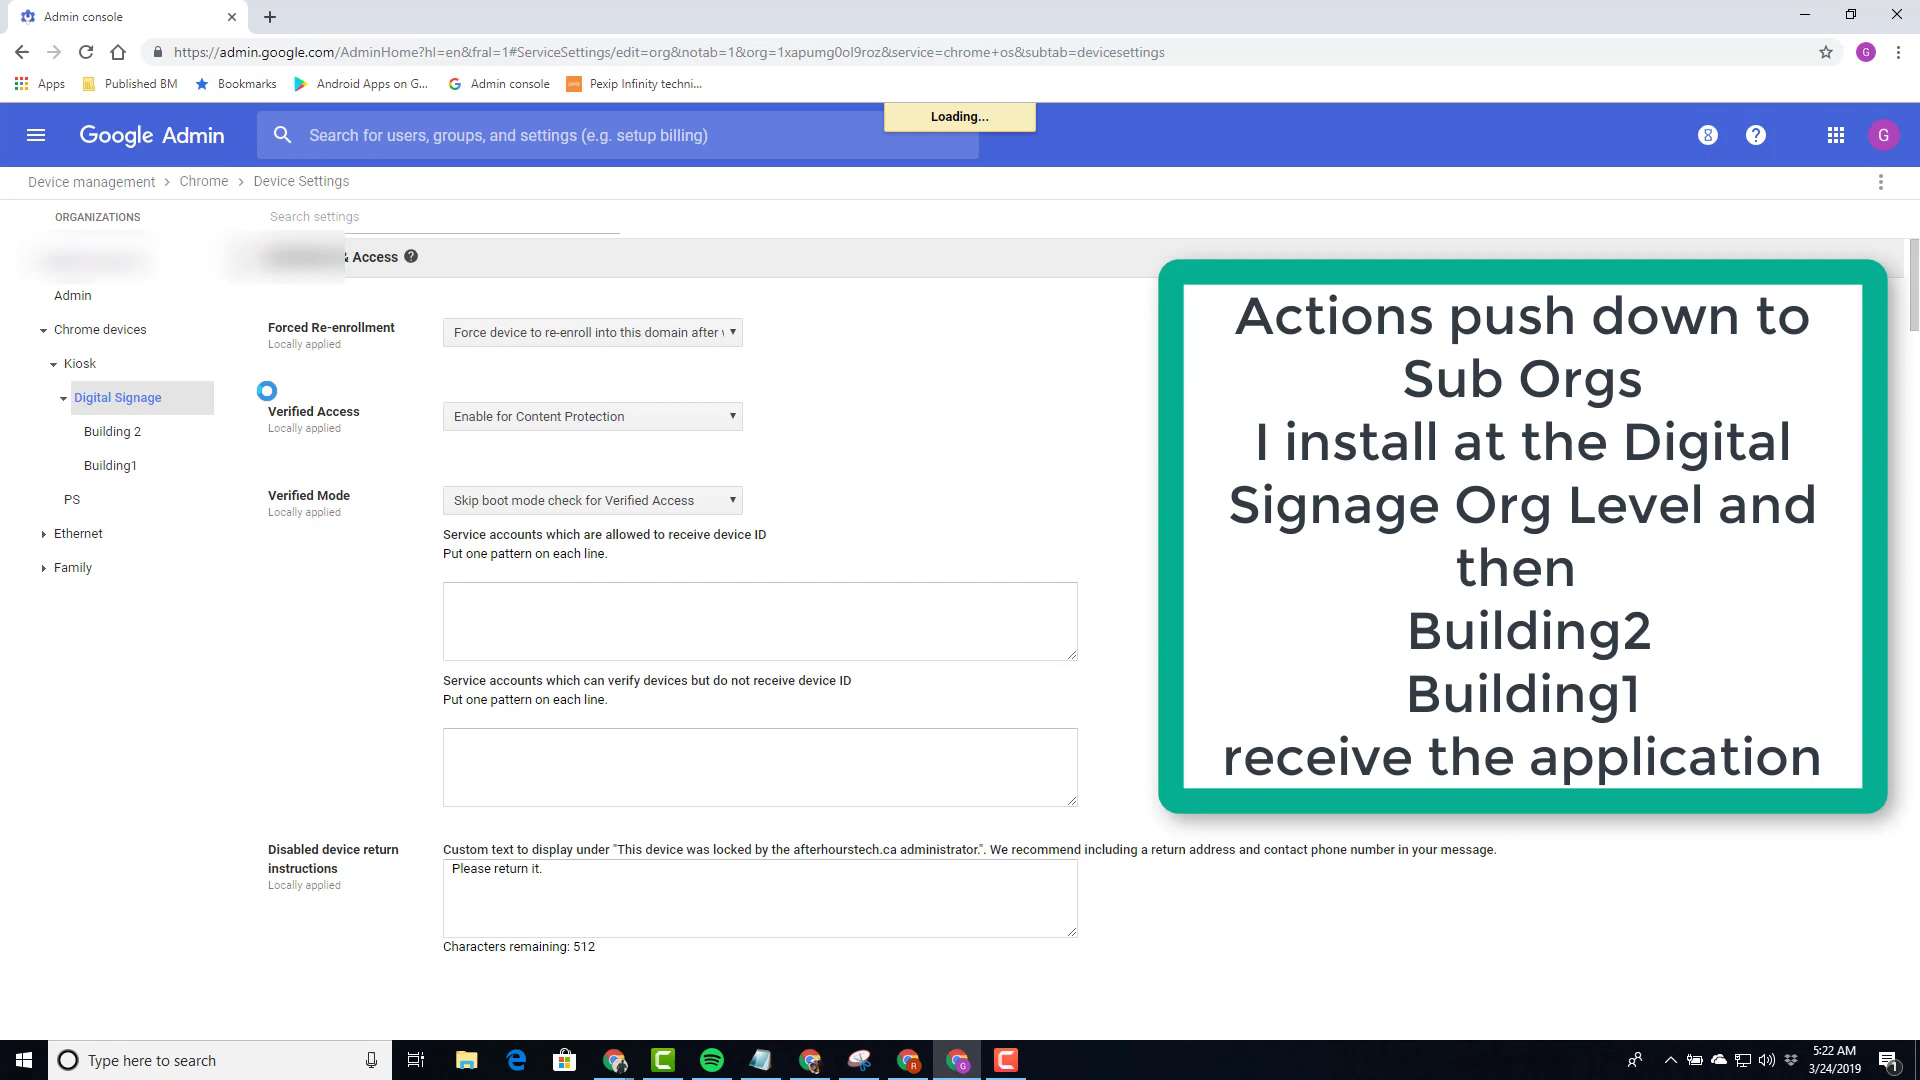 Admin console
https://admin.google.com/AdminHome?hl=en&fral=1#ServiceSettings/edit=org&notab=1&org=1xapumg0ol9roz&service=chrome+os&subtab=devicesettings
G
Apps
Published BM
Bookmarks
Android Apps on G...
Admin console
Pexip Infinity techni...
Loading...
Google Admin
Search for users, groups, and settings (e.g. setup billing)
8
?
G
Device management > Chrome > Device Settings
ORGANIZATIONS
Search settings
& Access ?
Admin
Chrome devices
Kiosk
Digital Signage
Building 2
Building1
PS
Ethernet
Family
Forced Re-enrollment
Locally applied
Force device to re-enroll into this domain after
Verified Access
Locally applied
Enable for Content Protection
Verified Mode
Locally applied
Skip boot mode check for Verified Access
Service accounts which are allowed to receive device ID
Put one pattern on each line.
Service accounts which can verify devices but do not receive device ID
Put one pattern on each line.
Disabled device return
instructions
Locally applied
Custom text to display under "This device was locked by the afterhourstech.ca administrator.". We recommend including a return address and contact phone number in your message.
Please return it.
Characters remaining: 512
Actions push down to
Sub Orgs
I install at the Digital
Signage Org Level and
then
Building2
Building1
receive the application
Type here to search
5:22 AM
3/24/2019
1